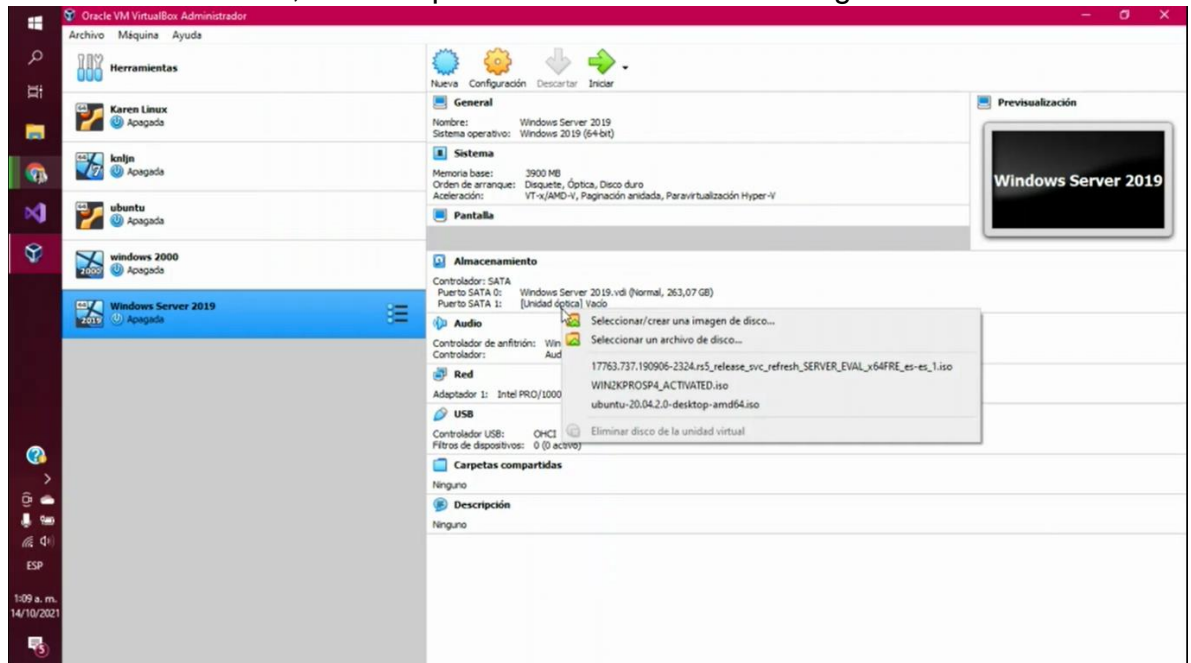 Oracle VM VirtualBox Administrador
Archivo Máquina Ayuda
Herramientas
Karen Linux
Apagada
knljn
Apagada
ubuntu
Apagada
windows 2000
Apagada
Windows Server 2019
Apagada
Nueva Configuración Descartar Iniciar
General
Nombre: Windows Server 2019
Sistema operativo: Windows 2019 (64-bit)
Sistema
Memoria base: 3900 MB
Orden de arranque: Disquete, Óptica, Disco duro
Aceleración: VT-x/AMD-V, Paginación anidada, Paravirtualización Hyper-V
Pantalla
Previsualización
Windows Server 2019
Almacenamiento
Controlador: SATA
Puerto SATA 0: Windows Server 2019.vdi (Normal, 263,07 GB)
Puerto SATA 1: [Unidad óptica] Vacío
Audio
Controlador de anfitrión: Win
Controlador: Aud
Red
Adaptador 1: Intel PRO/1000
USB
Controlador USB: OHCI
Filtros de dispositivos: 0 (0 activo)
Carpetas compartidas
Ninguno
Descripción
Ninguno
Seleccionar/crear una imagen de disco...
Seleccionar un archivo de disco...
17763.737.190906-2324.rs5_release_svc_refresh_SERVER_EVAL_x64FRE_es-es_1.iso
WIN2KPROSP4_ACTIVATED.iso
ubuntu-20.04.2.0-desktop-amd64.iso
Eliminar disco de la unidad virtual
ESP
1:09 a. m.
14/10/2021